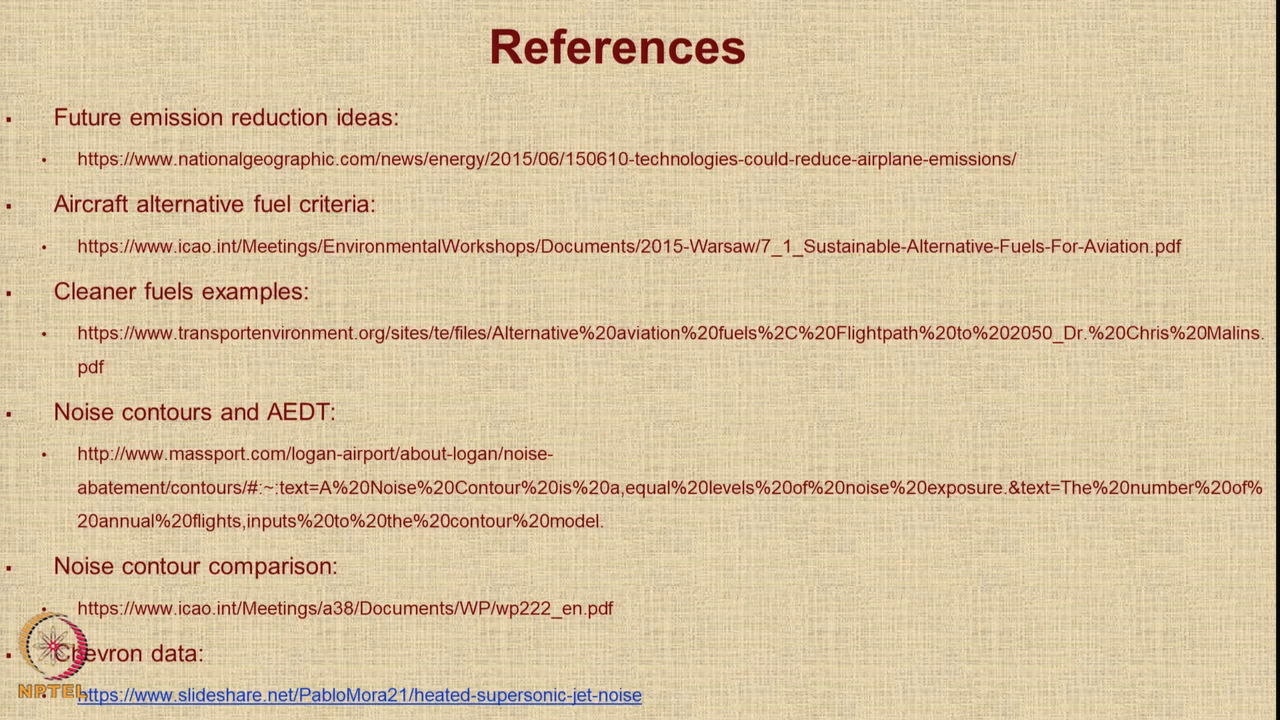 References
Future emission reduction ideas:
https://www.nationalgeographic.com/news/energy/2015/06/150610-technologies-could-reduce-airplane-emissions/
Aircraft alternative fuel criteria:
https://www.icao.int/Meetings/EnvironmentalWorkshops/Documents/2015-Warsaw/7_1_Sustainable-Alternative-Fuels-For-Aviation.pdf
Cleaner fuels examples:
https://www.transportenvironment.org/sites/te/files/Alternative%20aviation%20fuels%2C%20Flightpath%20to%202050_Dr.%20Chris%20Malins.
pdf
Noise contours and AEDT:
http://www.massport.com/logan-airport/about-logan/noise-
abatement/contours/#:~:text=A%20Noise%20Contour%20is%20a,equal%20levels%20of%20noise%20exposure.&text=The%20number%20of%
20annual%20flights,inputs%20to%20the%20contour%20model.
Noise contour comparison:
https://www.icao.int/Meetings/a38/Documents/WP/wp222_en.pdf
Chevron data:
https://www.slideshare.net/PabloMora21/heated-supersonic-jet-noise
NPTEL